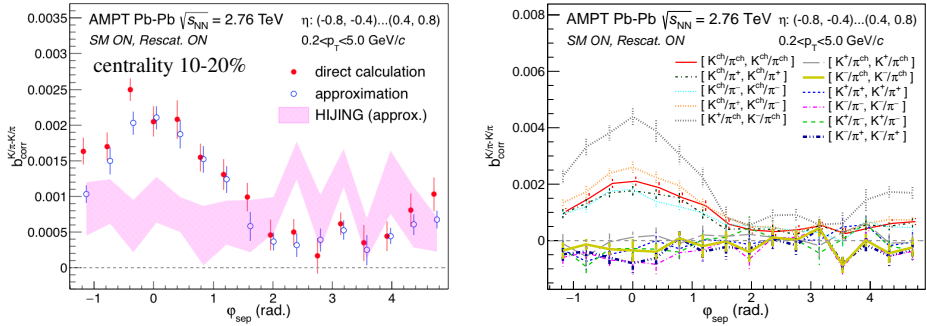 AMPT Pb-Pb √s_NN = 2.76 TeV η: (-0.8, -0.4)...(0.4, 0.8)
SM ON, Rescat. ON 0.2<p_T<5.0 GeV/c
centrality 10-20%
direct calculation
approximation
HIJING (approx.)
b_corr^{K/π-K/π}
0.0035
0.003
0.0025
0.002
0.0015
0.001
0.0005
0
−1 0 1 2 3 4
φ_sep (rad.)
AMPT Pb-Pb √s_NN = 2.76 TeV η: (-0.8, -0.4)...(0.4, 0.8)
SM ON, Rescat. ON 0.2<p_T<5.0 GeV/c
[ K^ch/π^ch, K^ch/π^ch ] [ K^+/π^ch, K^+/π^ch ]
[ K^ch/π^+, K^ch/π^+ ] [ K^-/π^ch, K^-/π^ch ]
[ K^ch/π^-, K^ch/π^- ] [ K^+/π^+, K^+/π^+ ]
[ K^ch/π^+, K^ch/π^- ] [ K^-/π^-, K^-/π^- ]
[ K^+/π^ch, K^-/π^ch ] [ K^+/π^-, K^+/π^- ]
[ K^-/π^+, K^-/π^+ ]
b_corr^{K/π-K/π}
0.008
0.006
0.004
0.002
0
−1 0 1 2 3 4
φ_sep (rad.)